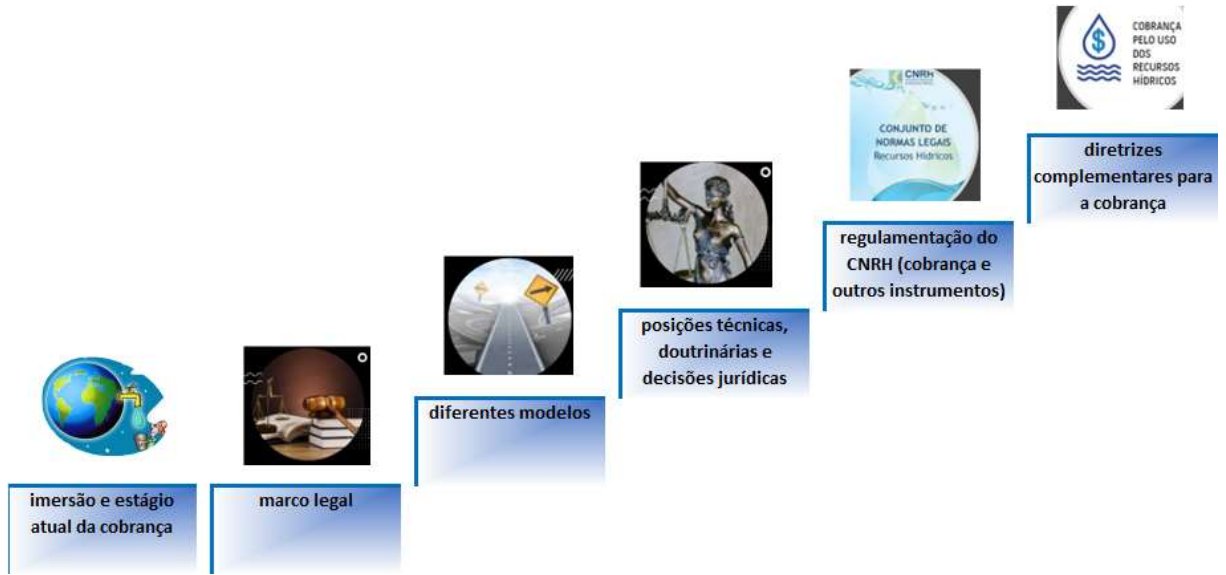 imersão e estágio
atual da cobrança
marco legal
diferentes modelos
posições técnicas,
doutrinárias e
decisões jurídicas
CNRH
CONJUNTO DE
NORMAS LEGAIS
Recursos Hídricos
regulamentação do
CNRH (cobrança e
outros instrumentos)
COBRANÇA
PELO USO
DOS
RECURSOS
HÍDRICOS
diretrizes
complementares para
a cobrança